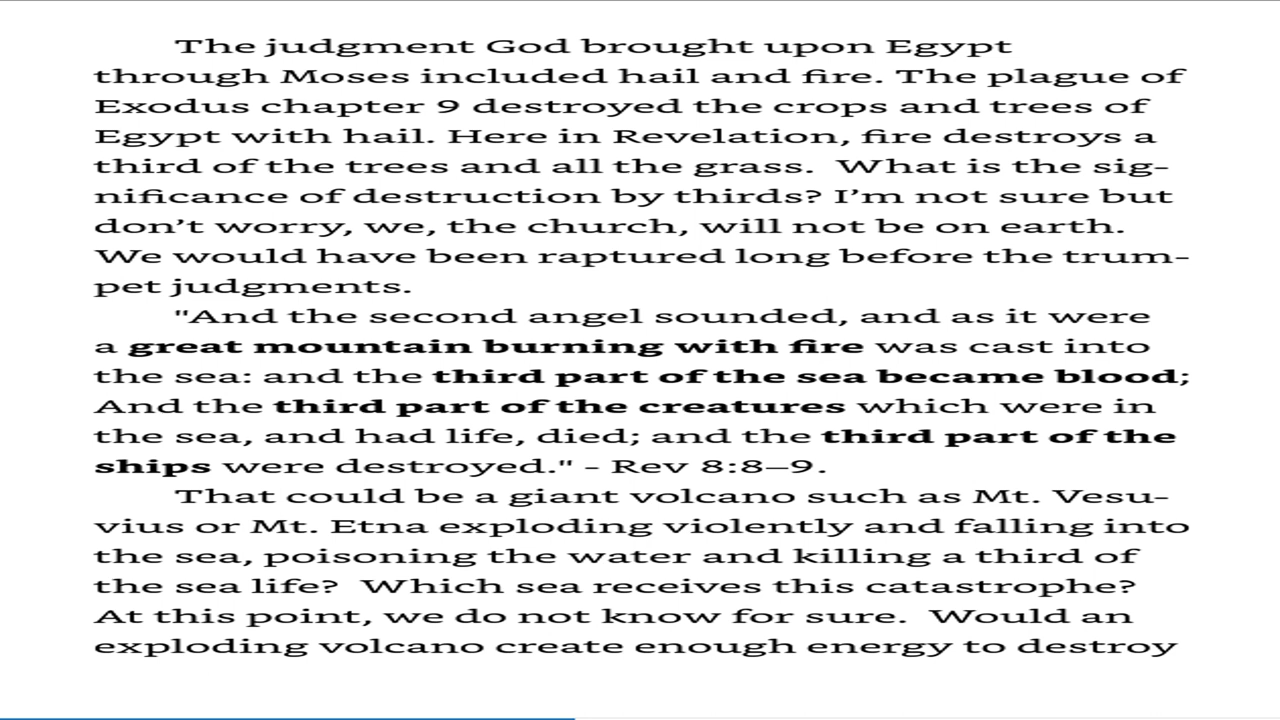 The judgment God brought upon Egypt
through Moses included hail and fire. The plague of
Exodus chapter 9 destroyed the crops and trees of
Egypt with hail. Here in Revelation, fire destroys a
third of the trees and all the grass.  What is the sig-
nificance of destruction by thirds? I’m not sure but
don’t worry, we, the church, will not be on earth.
We would have been raptured long before the trum-
pet judgments.
"And the second angel sounded, and as it were
a great mountain burning with fire was cast into
the sea: and the third part of the sea became blood;
And the third part of the creatures which were in
the sea, and had life, died; and the third part of the
ships were destroyed." - Rev 8:8–9.
That could be a giant volcano such as Mt. Vesu-
vius or Mt. Etna exploding violently and falling into
the sea, poisoning the water and killing a third of
the sea life?  Which sea receives this catastrophe?
At this point, we do not know for sure.  Would an
exploding volcano create enough energy to destroy